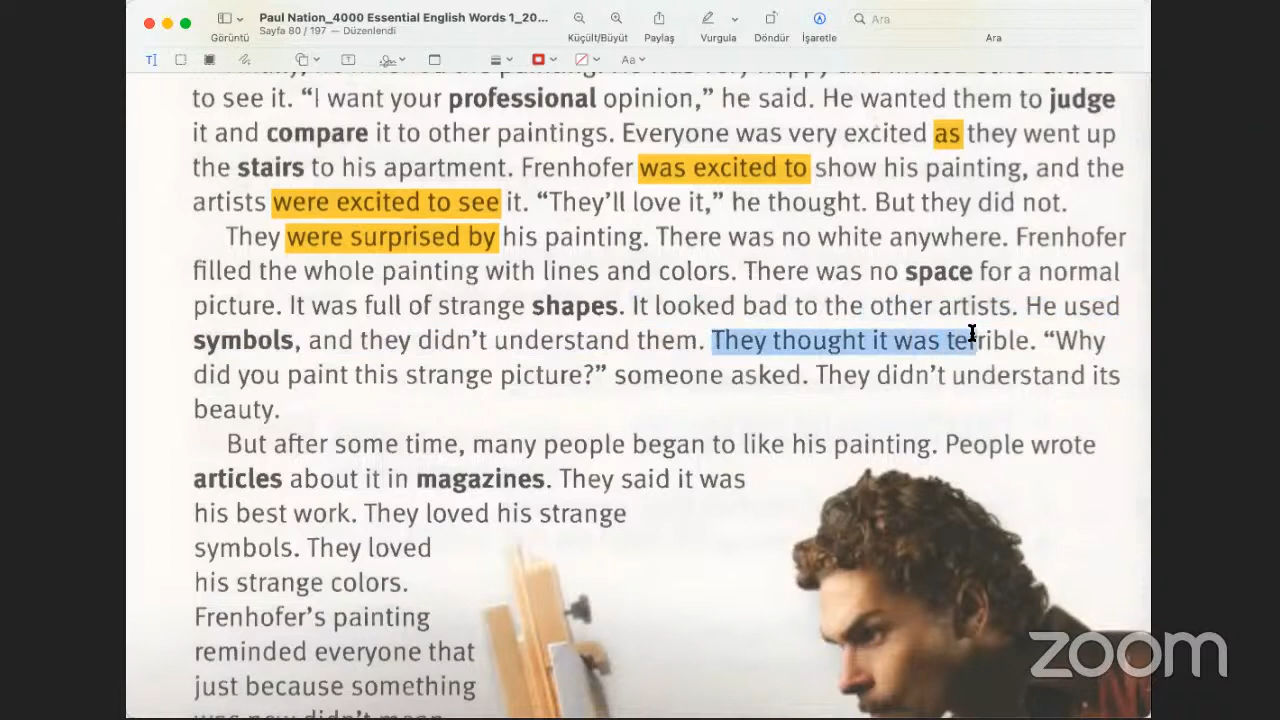 Paul Nation_4000 Essential English Words 1_20...
Sayfa 80 / 197 — Düzenlendi
Görüntü
Küçült/Büyüt
Paylaş
Vurgula
Döndür
İşaretle
Ara
Ara
Aa
to see it. “I want your professional opinion,” he said. He wanted them to judge
it and compare it to other paintings. Everyone was very excited as they went up
the stairs to his apartment. Frenhofer was excited to show his painting, and the
artists were excited to see it. “They’ll love it,” he thought. But they did not.
They were surprised by his painting. There was no white anywhere. Frenhofer
filled the whole painting with lines and colors. There was no space for a normal
picture. It was full of strange shapes. It looked bad to the other artists. He used
symbols, and they didn’t understand them. They thought it was terrible. “Why
did you paint this strange picture?” someone asked. They didn’t understand its
beauty.
But after some time, many people began to like his painting. People wrote
articles about it in magazines. They said it was
his best work. They loved his strange
symbols. They loved
his strange colors.
Frenhofer’s painting
reminded everyone that
just because something
zoom